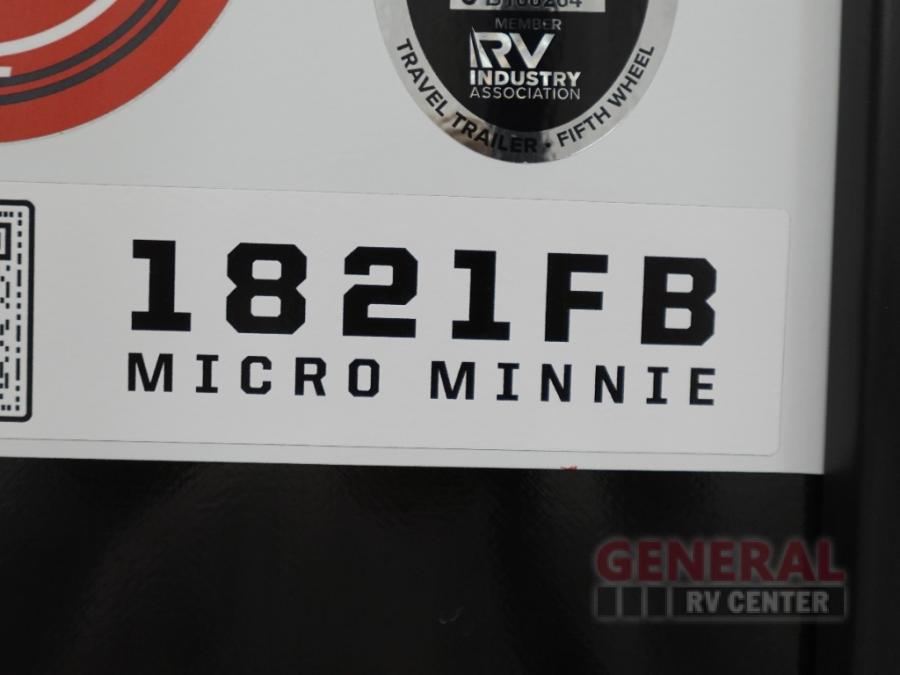 MEMBER
RV
INDUSTRY
ASSOCIATION
TRAVEL TRAILER • FIFTH WHEEL
1821FB
MICRO MINNIE
GENERAL
RV CENTER